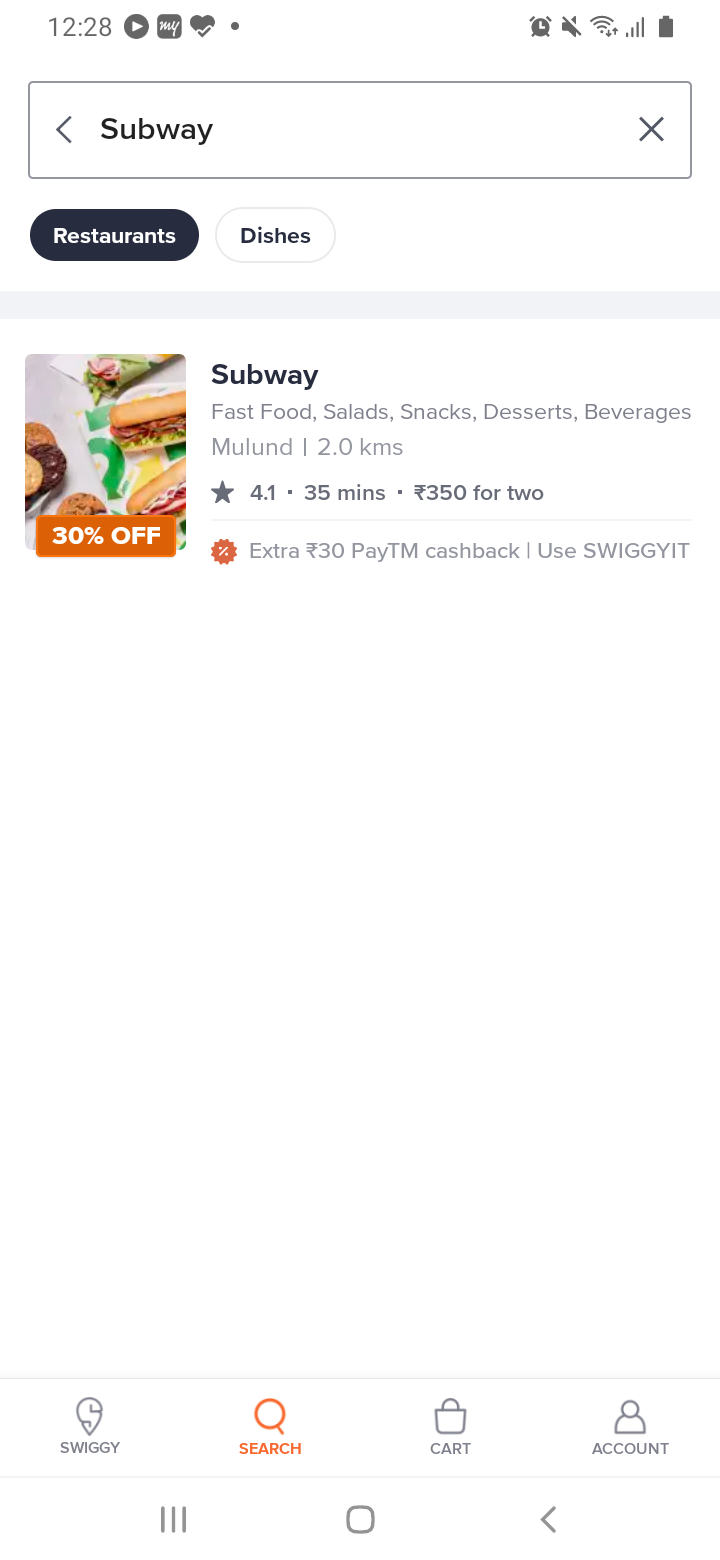 12:28
my
Subway
Restaurants
Dishes
Subway
Fast Food, Salads, Snacks, Desserts, Beverages
Mulund | 2.0 kms
4.1 · 35 mins · ₹350 for two
30% OFF
Extra ₹30 PayTM cashback | Use SWIGGYIT
SWIGGY
SEARCH
CART
ACCOUNT